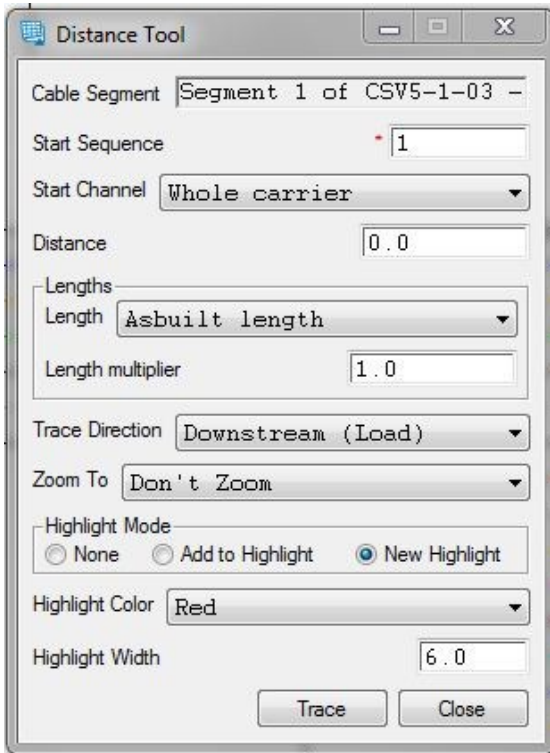 Distance Tool
Cable Segment Segment 1 of CSV5-1-03 -
Start Sequence * 1
Start Channel Whole carrier
Distance 0.0
Lengths
Length Asbuilt length
Length multiplier 1.0
Trace Direction Downstream (Load)
Zoom To Don't Zoom
Highlight Mode
None Add to Highlight New Highlight
Highlight Color Red
Highlight Width 6.0
Trace Close